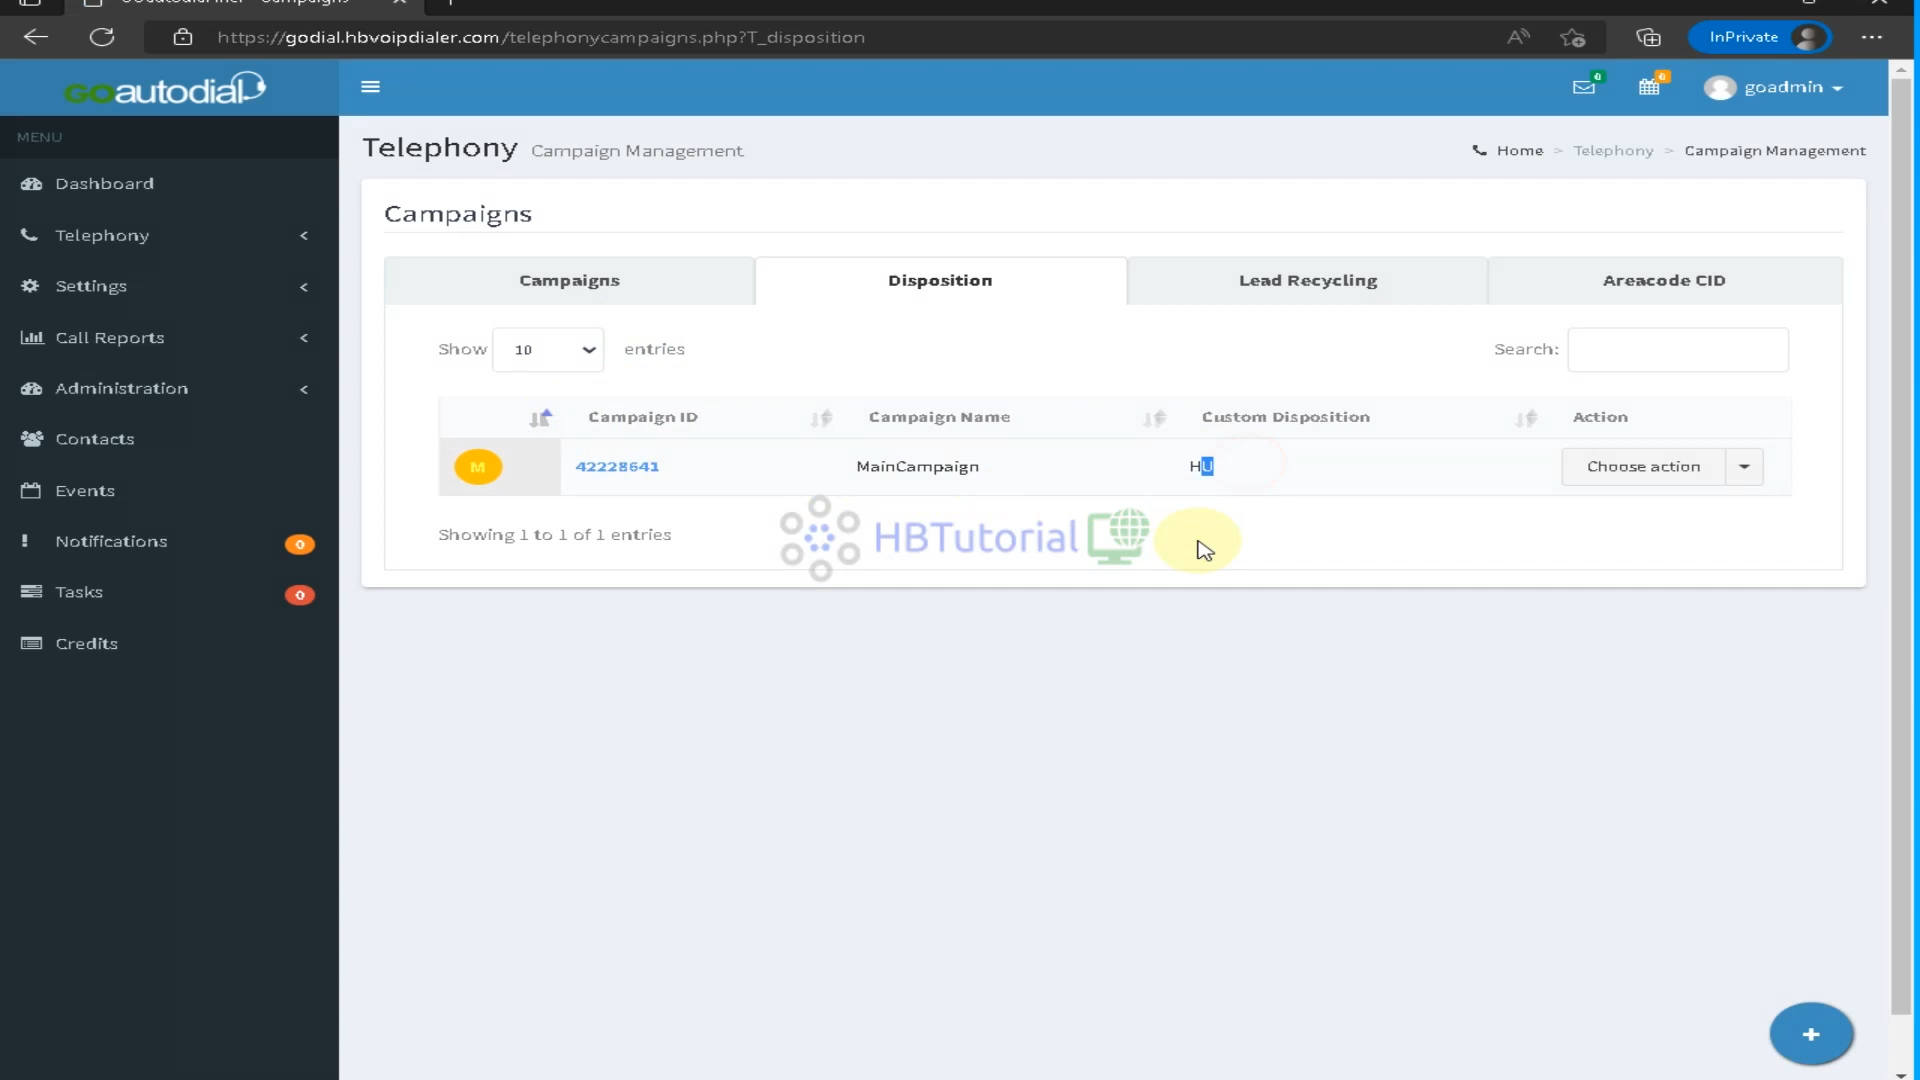 https://godial.hbvoipdialer.com/telephonycampaigns.php?T_disposition
InPrivate
GOautodial
0
0
goadmin
MENU
Dashboard
Telephony
Settings
Call Reports
Administration
Contacts
Events
Notifications 0
Tasks 0
Credits
Telephony Campaign Management
Home > Telephony > Campaign Management
Campaigns
Campaigns Disposition Lead Recycling Areacode CID
Show 10 entries Search:
Campaign ID Campaign Name Custom Disposition Action
M 42228641 MainCampaign HU Choose action
Showing 1 to 1 of 1 entries
HBTutorial
+